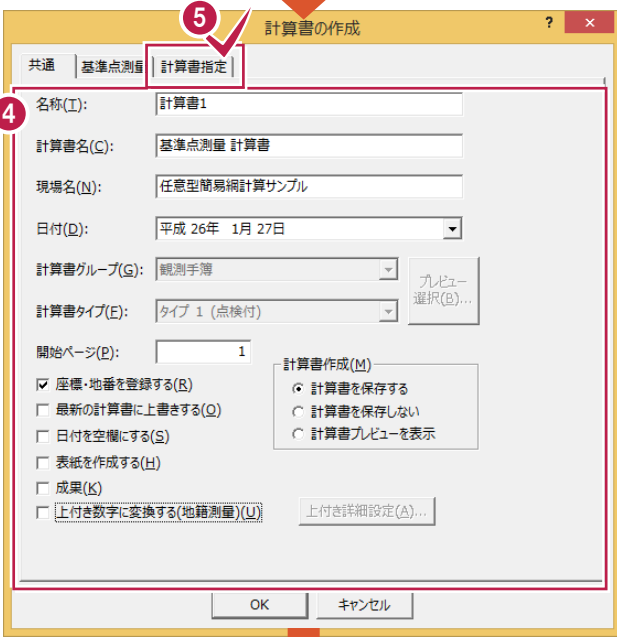 5
計算書の作成
? ×
共通 基準点測量 計算書指定
4
名称(T): 計算書1
計算書名(C): 基準点測量 計算書
現場名(N): 任意型簡易網計算サンプル
日付(D): 平成 26年 1月 27日
計算書グループ(G): 観測手簿
プレビュー
選択(B)...
計算書タイプ(F): タイプ 1 (点検付)
開始ページ(P): 1
計算書作成(M)
座標・地番を登録する(R)
計算書を保存する
最新の計算書に上書きする(O)
計算書を保存しない
日付を空欄にする(S)
計算書プレビューを表示
表紙を作成する(H)
成果(K)
上付き数字に変換する(地籍測量)(U)
上付き詳細設定(A)...
OK キャンセル